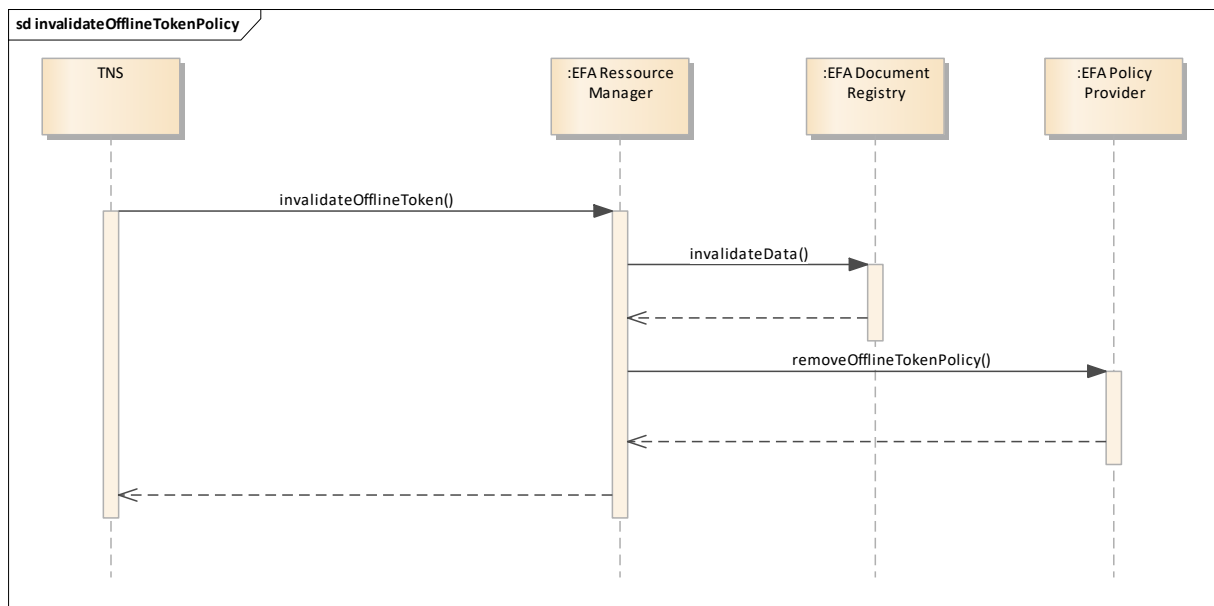 sd invalidateOfflineTokenPolicy
TNS
:EFA Ressource
Manager
:EFA Document
Registry
:EFA Policy
Provider
invalidateOfflineToken()
invalidateData()
removeOfflineTokenPolicy()